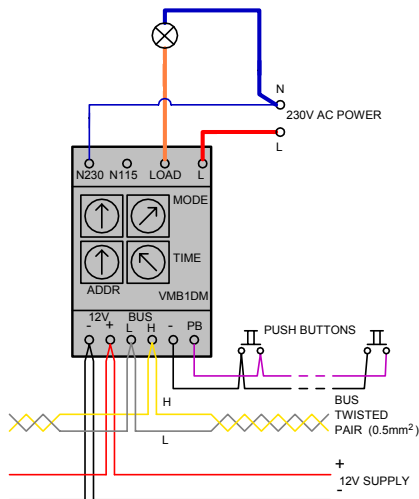 N
230V AC POWER
L
N230 N115 LOAD L
MODE
TIME
ADDR
VMB1DM
12V BUS
- + L H - PB
PUSH BUTTONS
H
BUS
TWISTED
PAIR (0.5mm²)
L
+
12V SUPPLY
-